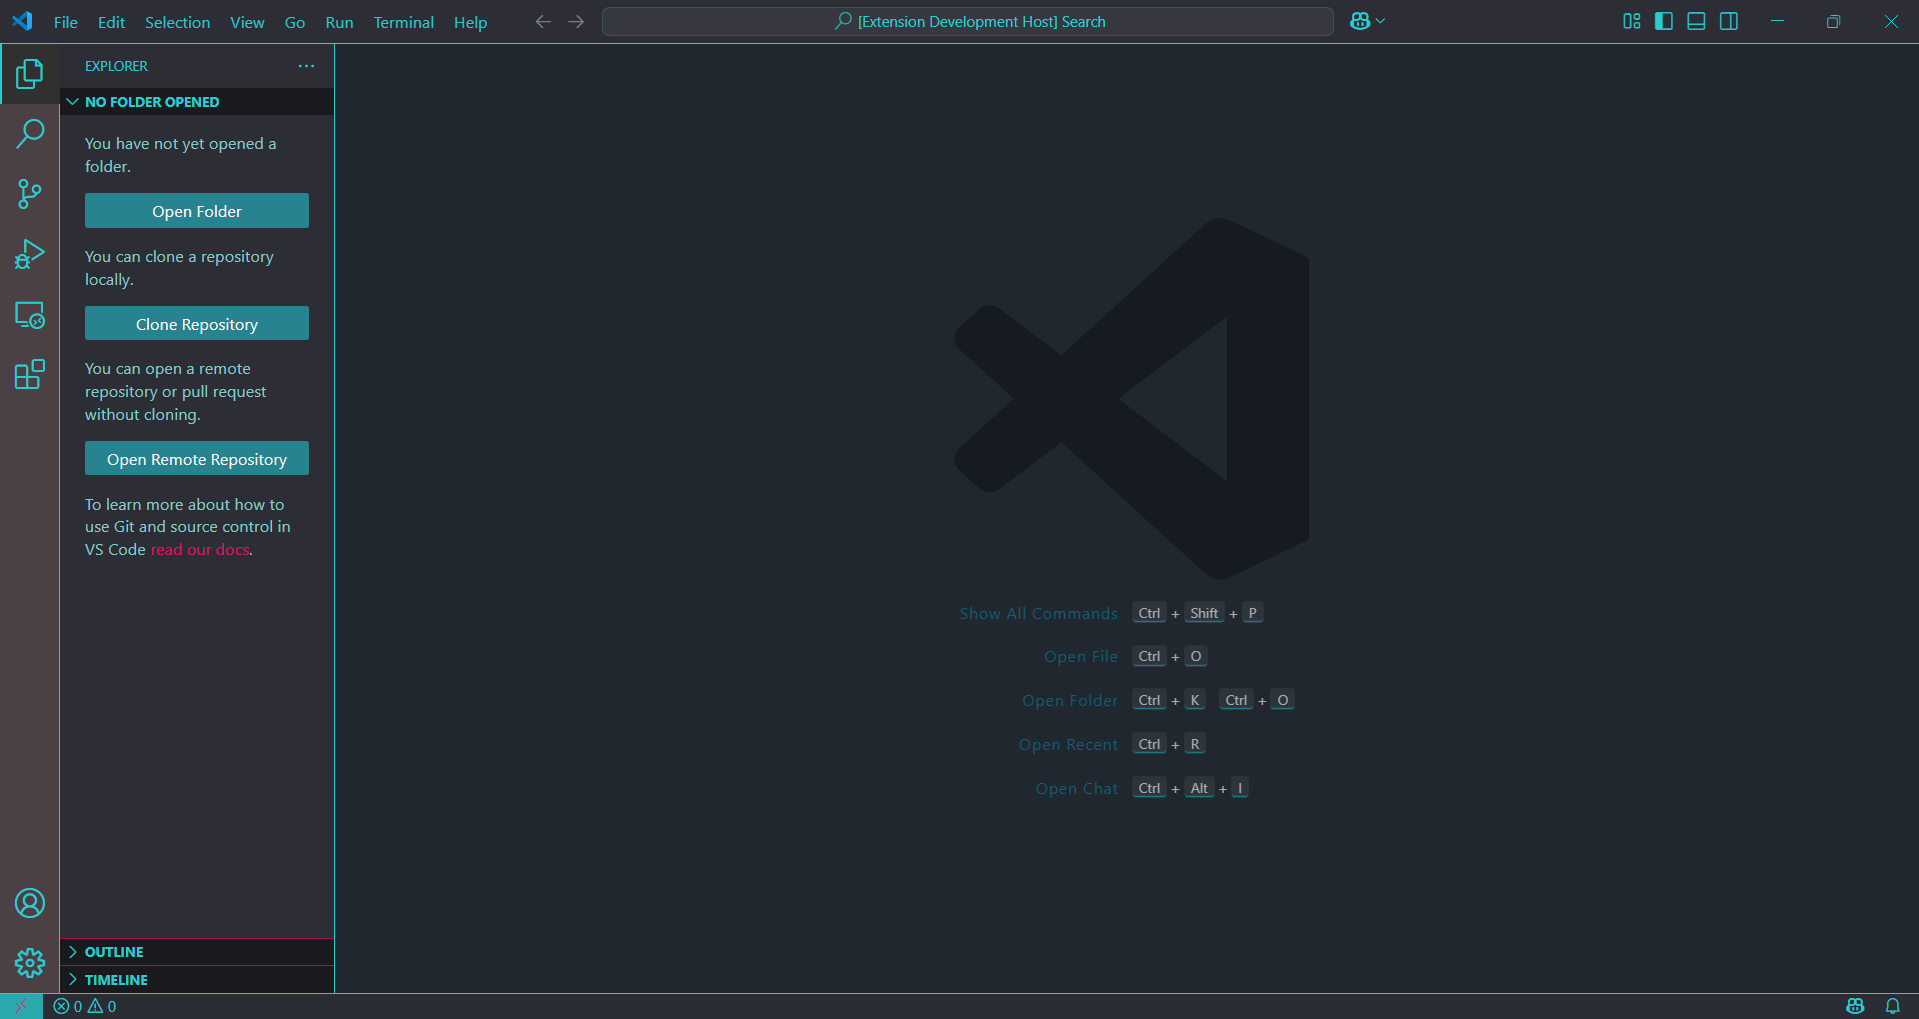 File Edit Selection View Go Run Terminal Help
[Extension Development Host] Search
EXPLORER
NO FOLDER OPENED
You have not yet opened a
folder.
Open Folder
You can clone a repository
locally.
Clone Repository
You can open a remote
repository or pull request
without cloning.
Open Remote Repository
To learn more about how to
use Git and source control in
VS Code read our docs.
Show All Commands Ctrl + Shift + P
Open File Ctrl + O
Open Folder Ctrl + K Ctrl + O
Open Recent Ctrl + R
Open Chat Ctrl + Alt + I
OUTLINE
TIMELINE
0 0